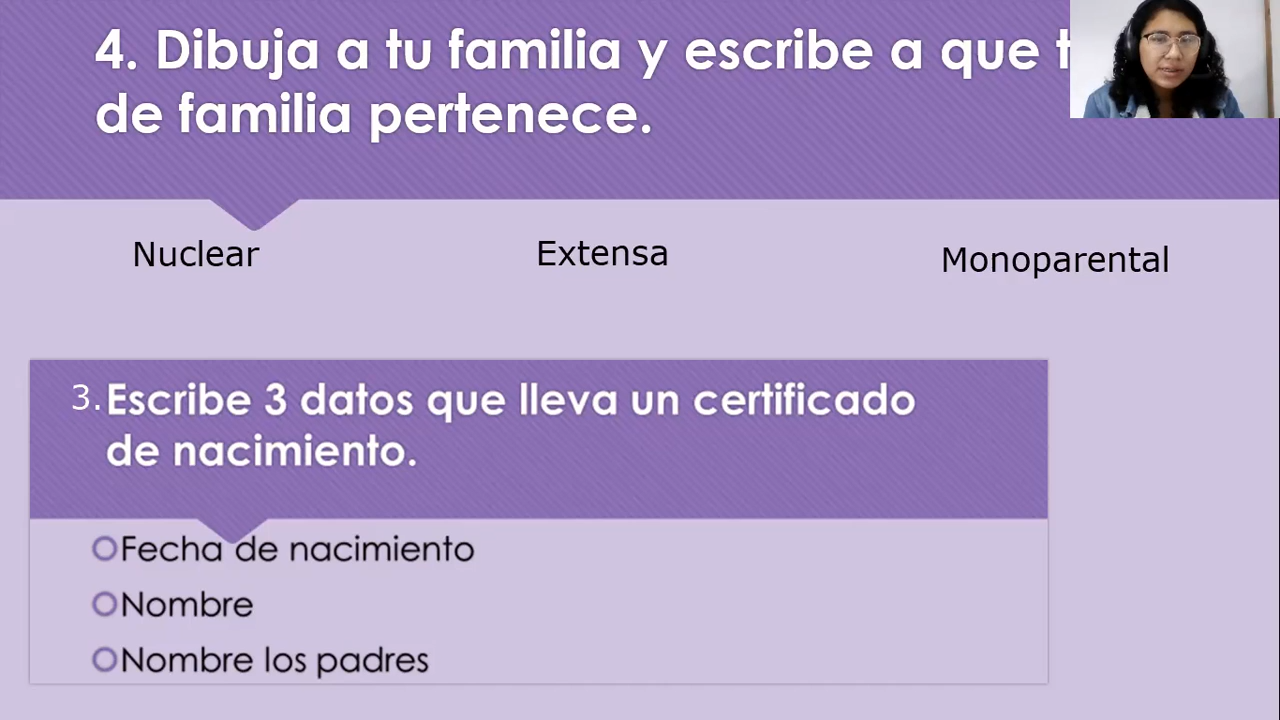 4. Dibuja a tu familia y escribe a que
de familia pertenece.
Nuclear
Extensa
Monoparental
3. Escribe 3 datos que lleva un certificado
de nacimiento.
Fecha de nacimiento
Nombre
Nombre los padres